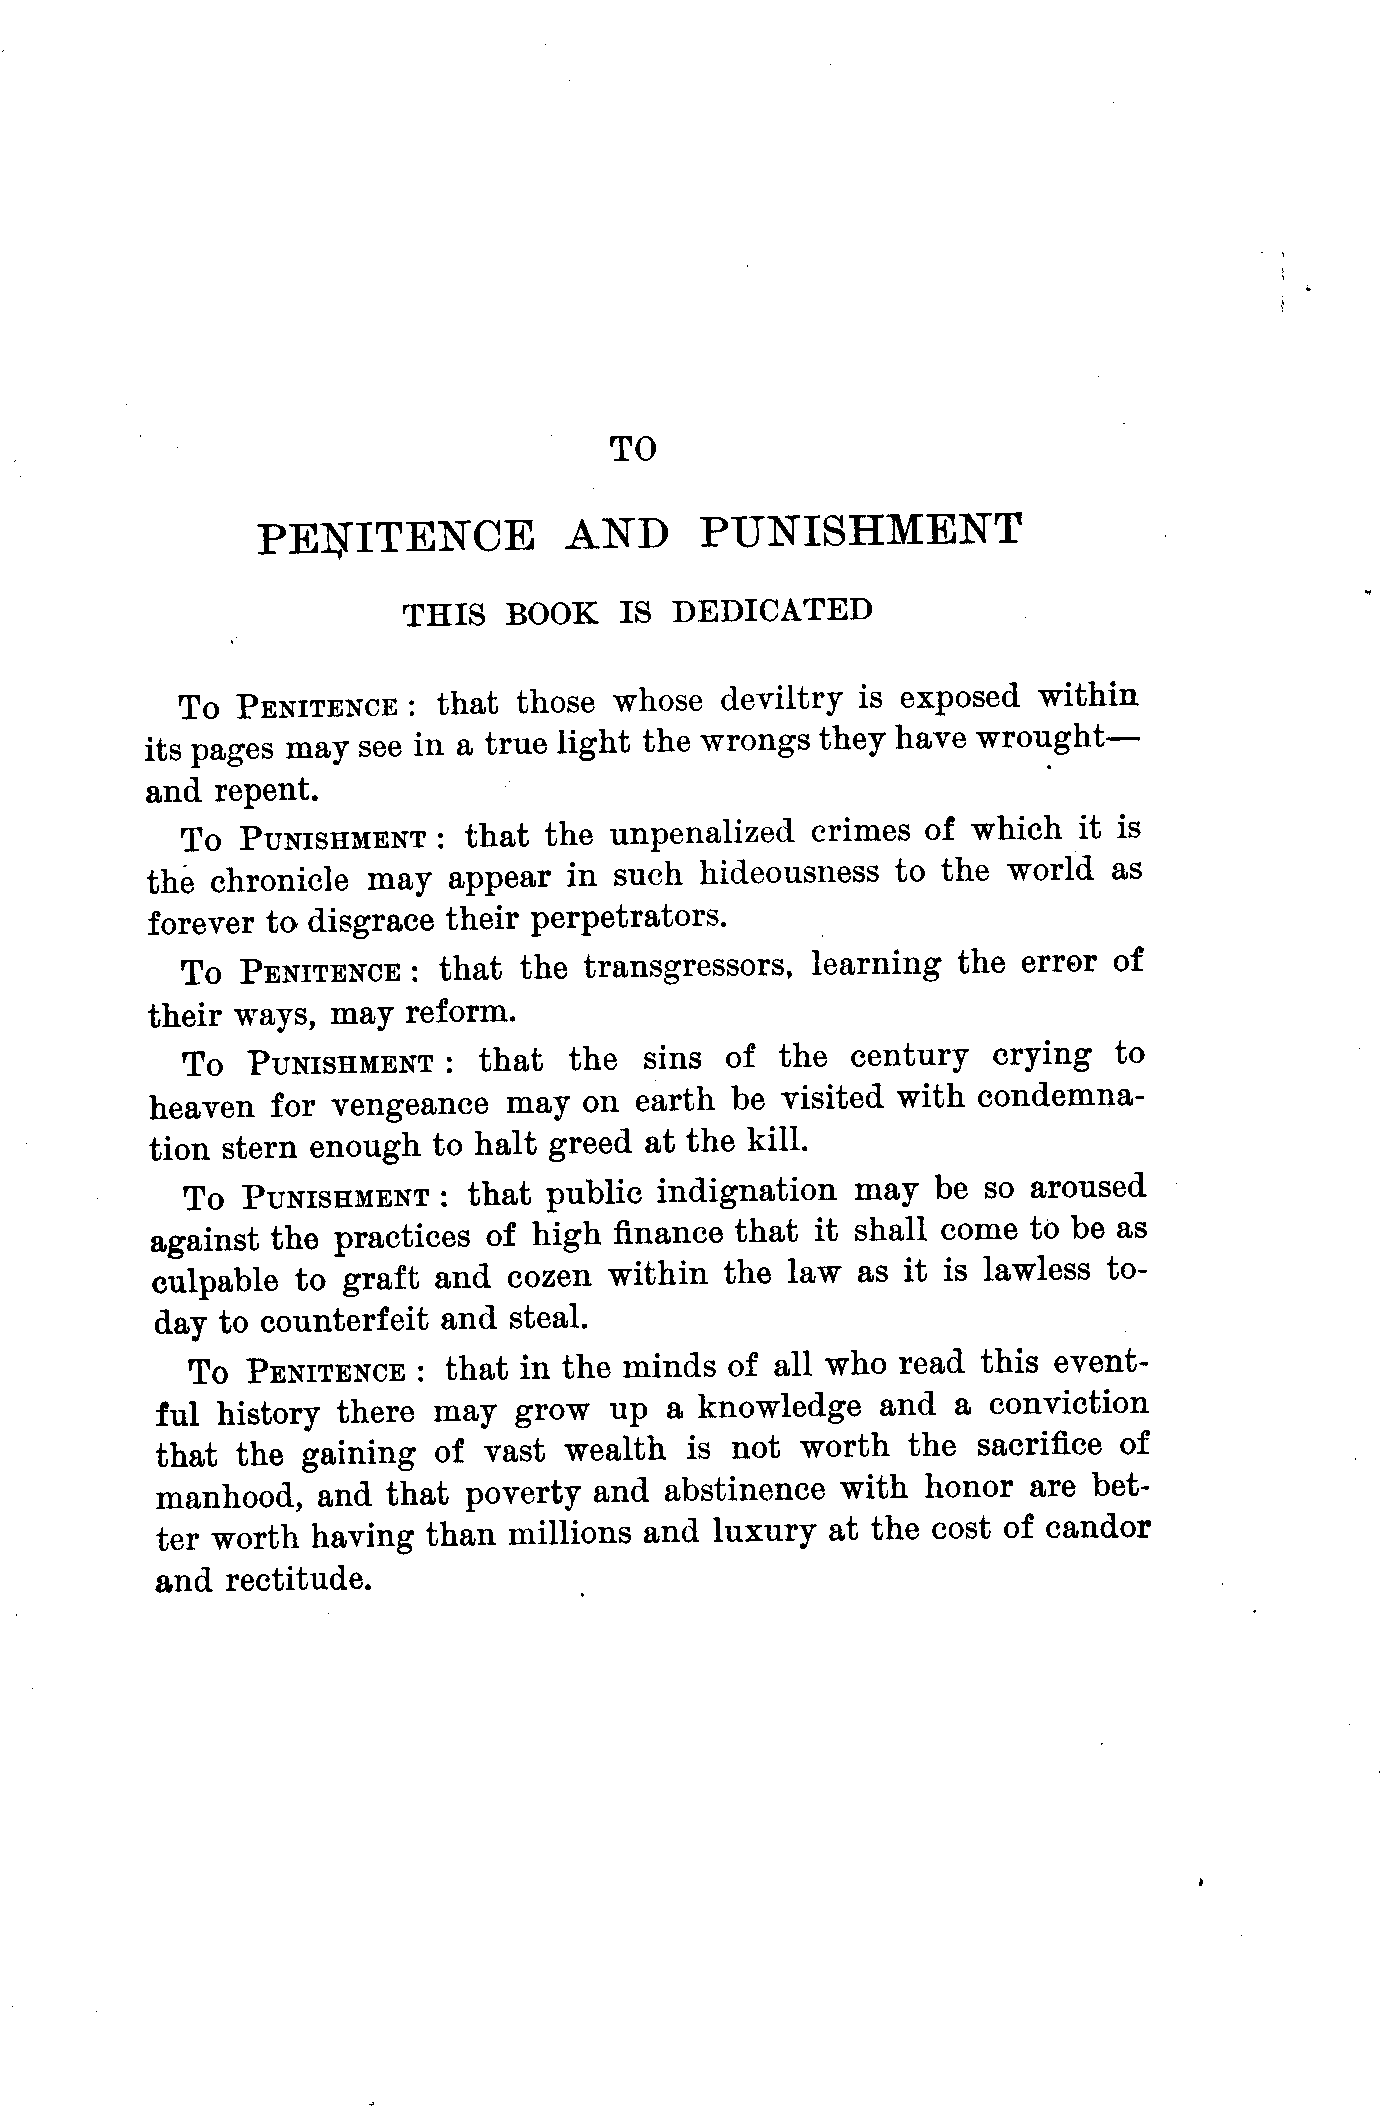 TO
PENITENCE AND PUNISHMENT
THIS BOOK IS DEDICATED
To Penitence: that those whose deviltry is exposed within
its pages may see in a true light the wrongs they have wrought—
and repent.
To Punishment: that the unpenalized crimes of which it is
the chronicle may appear in such hideousness to the world as
forever to disgrace their perpetrators.
To Penitence: that the transgressors, learning the error of
their ways, may reform.
To Punishment: that the sins of the century crying to
heaven for vengeance may on earth be visited with condemna-
tion stern enough to halt greed at the kill.
To Punishment: that public indignation may be so aroused
against the practices of high finance that it shall come to be as
culpable to graft and cozen within the law as it is lawless to-
day to counterfeit and steal.
To Penitence: that in the minds of all who read this event-
ful history there may grow up a knowledge and a conviction
that the gaining of vast wealth is not worth the sacrifice of
manhood, and that poverty and abstinence with honor are bet-
ter worth having than millions and luxury at the cost of candor
and rectitude.